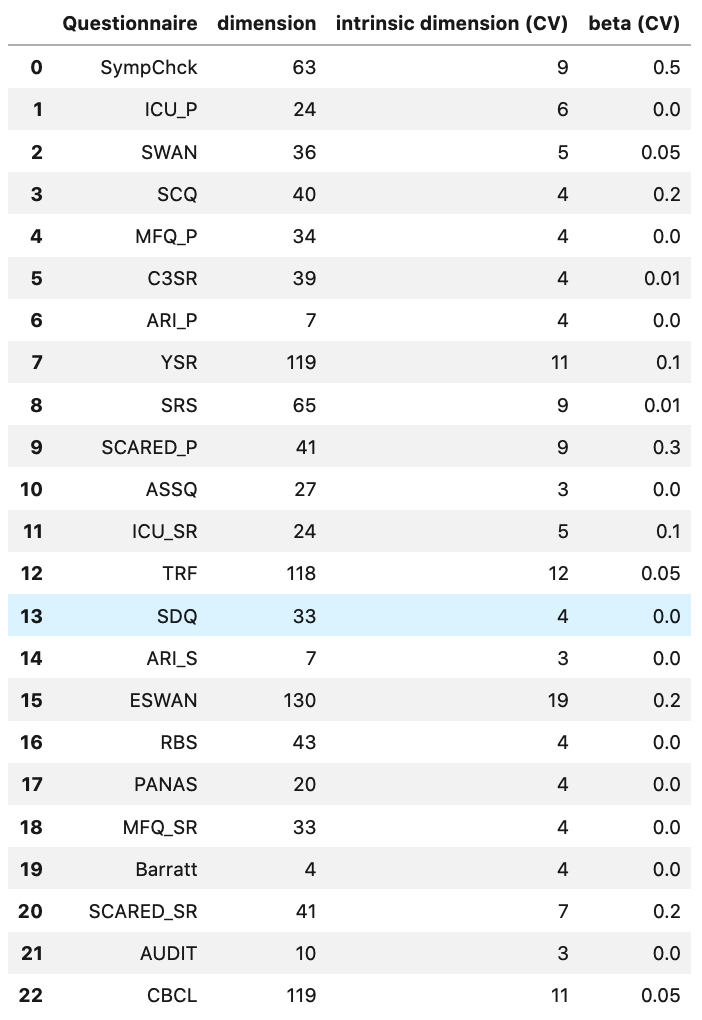 Questionnaire dimension intrinsic dimension (CV) beta (CV)
0 SympChck 63 9 0.5
1 ICU_P 24 6 0.0
2 SWAN 36 5 0.05
3 SCQ 40 4 0.2
4 MFQ_P 34 4 0.0
5 C3SR 39 4 0.01
6 ARI_P 7 4 0.0
7 YSR 119 11 0.1
8 SRS 65 9 0.01
9 SCARED_P 41 9 0.3
10 ASSQ 27 3 0.0
11 ICU_SR 24 5 0.1
12 TRF 118 12 0.05
13 SDQ 33 4 0.0
14 ARI_S 7 3 0.0
15 ESWAN 130 19 0.2
16 RBS 43 4 0.0
17 PANAS 20 4 0.0
18 MFQ_SR 33 4 0.0
19 Barratt 4 4 0.0
20 SCARED_SR 41 7 0.2
21 AUDIT 10 3 0.0
22 CBCL 119 11 0.05